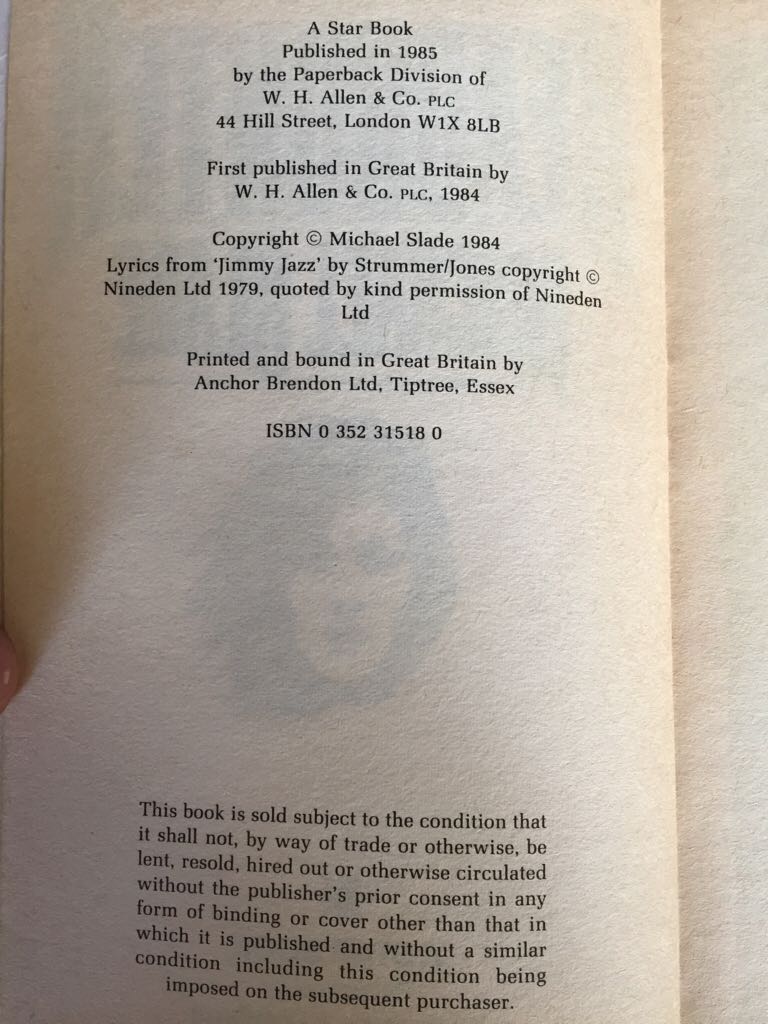 A Star Book
Published in 1985
by the Paperback Division of
W. H. Allen & Co. PLC
44 Hill Street, London W1X 8LB
First published in Great Britain by
W. H. Allen & Co. PLC, 1984
Copyright © Michael Slade 1984
Lyrics from ‘Jimmy Jazz’ by Strummer/Jones copyright ©
Nineden Ltd 1979, quoted by kind permission of Nineden
Ltd
Printed and bound in Great Britain by
Anchor Brendon Ltd, Tiptree, Essex
ISBN 0 352 31518 0
This book is sold subject to the condition that
it shall not, by way of trade or otherwise, be
lent, resold, hired out or otherwise circulated
without the publisher’s prior consent in any
form of binding or cover other than that in
which it is published and without a similar
condition including this condition being
imposed on the subsequent purchaser.